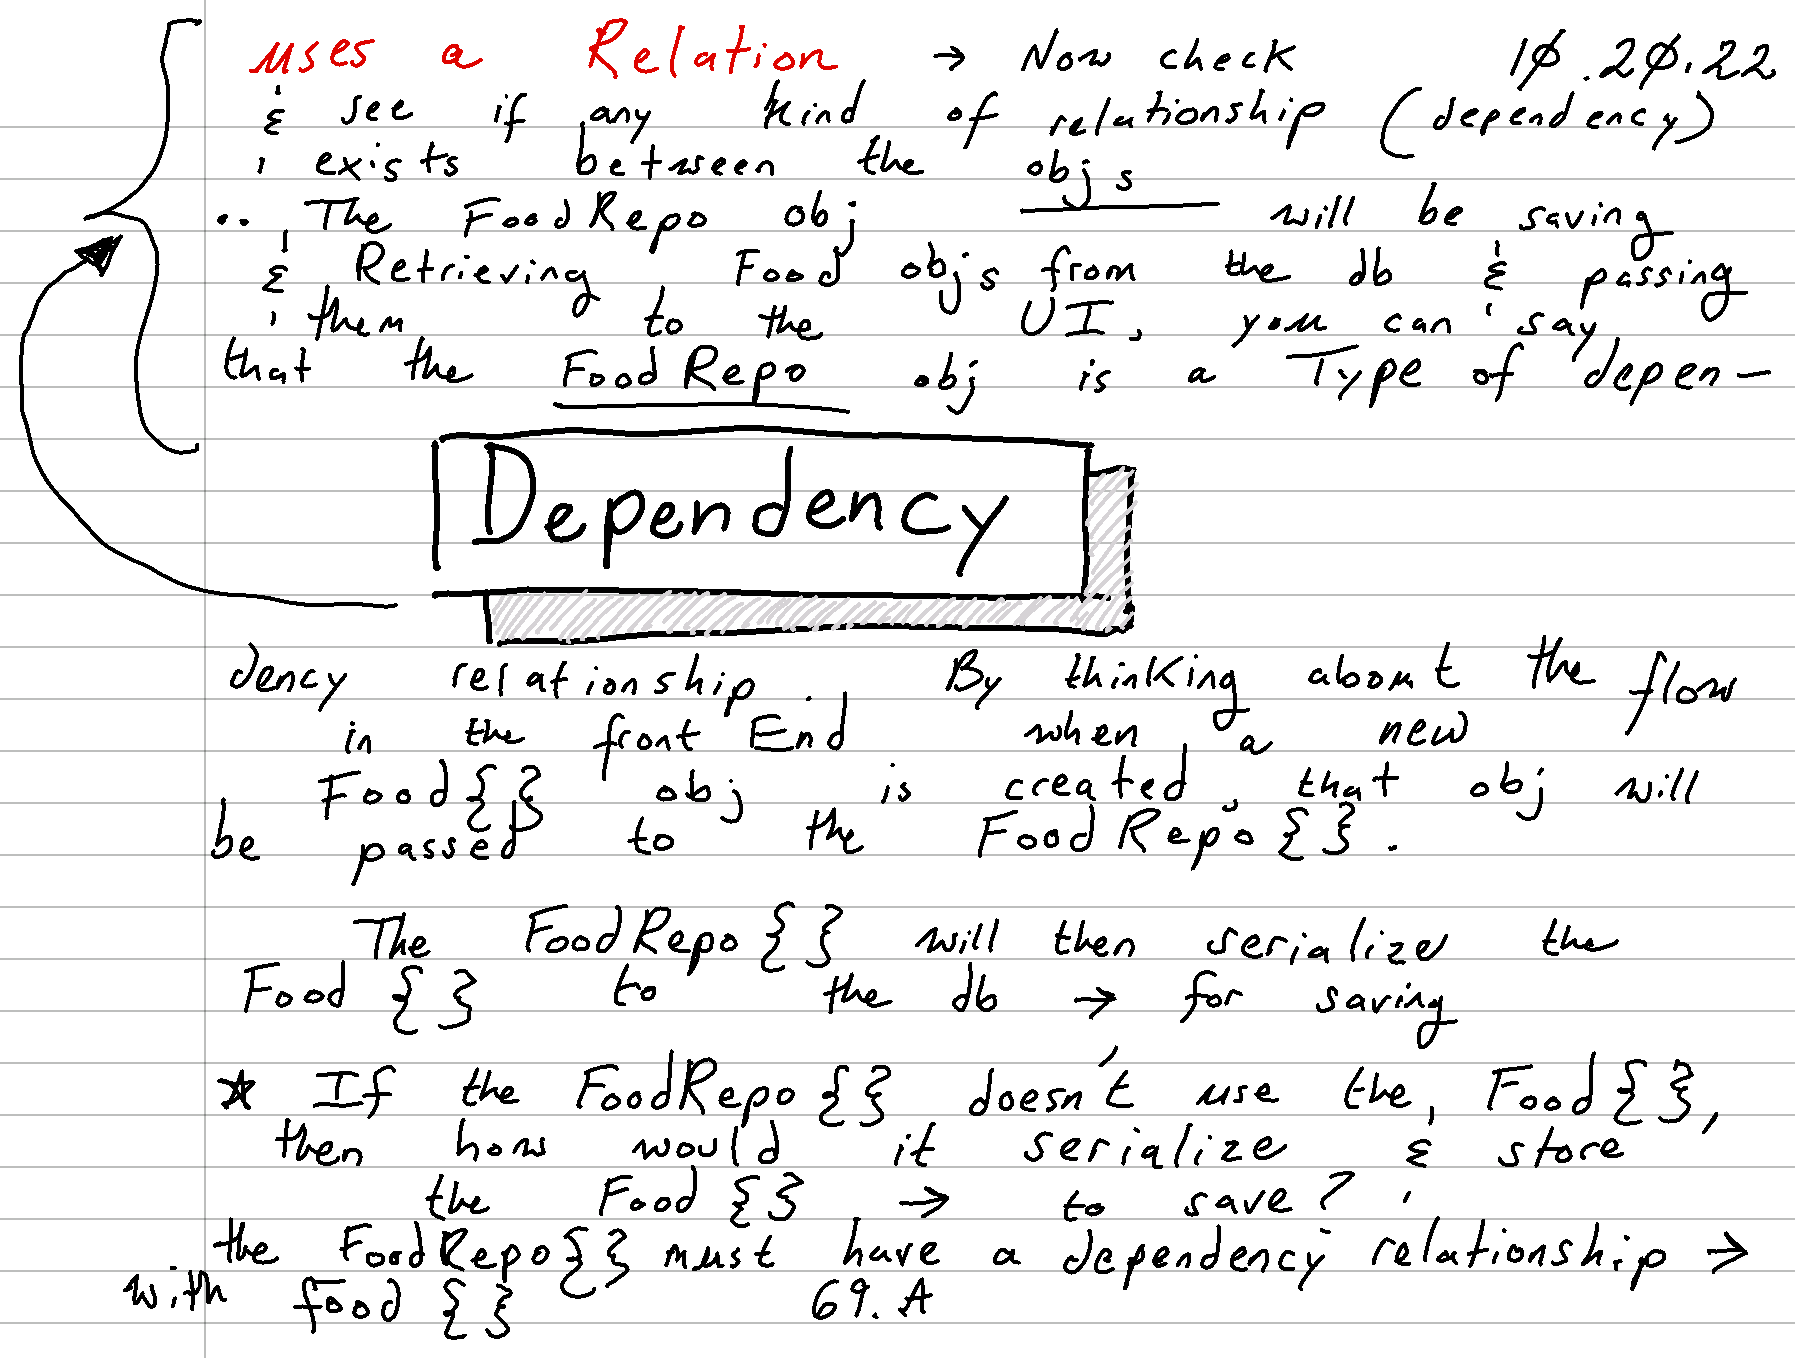 uses a Relation → Now check 10.20.22
& see if any kind of relationship (dependency)
exists between the objs
.. The FoodRepo obj will be saving
& Retrieving Food objs from the db & passing
them to the UI, you can say
that the FoodRepo obj is a Type of depen-
Dependency
dency relationship. By thinking about the flow
in the front End when a new
Food{} obj is created, that obj will
be passed to the FoodRepo{}.
The FoodRepo{} will then serialize the
Food {} to the db → for saving
★ If the FoodRepo{} doesn't use the, Food{},
then how would it serialize & store
the Food {} → to save?
the FoodRepo{} must have a dependency relationship →
with food {} 69.A